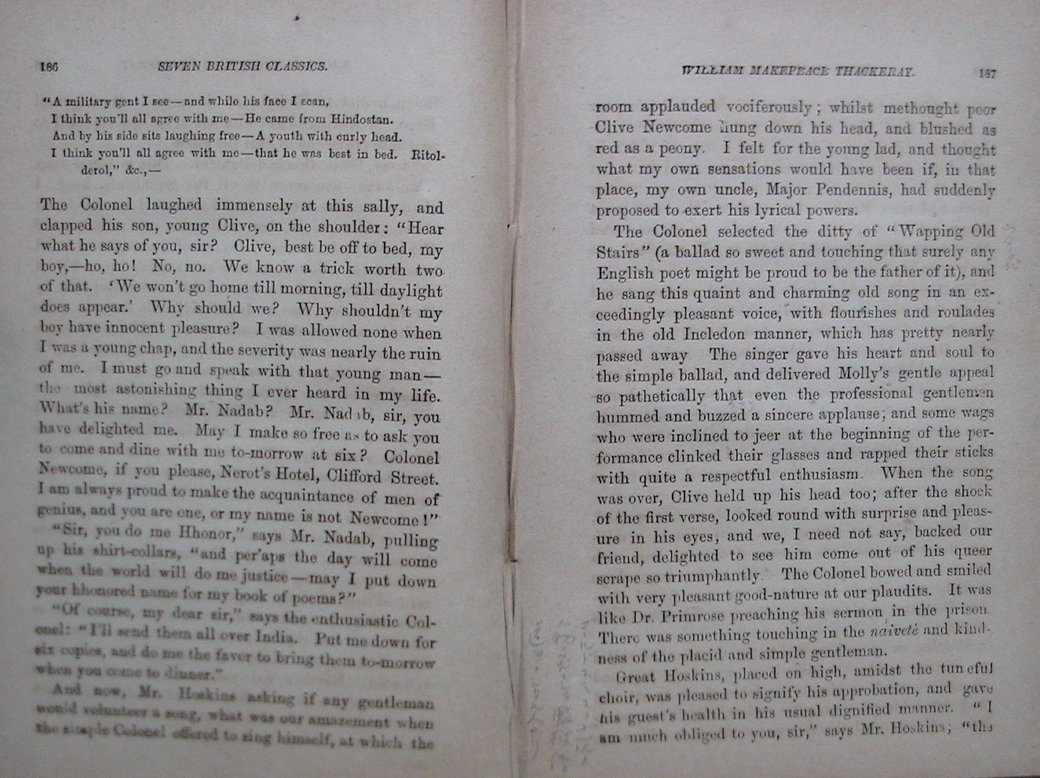 186
SEVEN BRITISH CLASSICS.
"A military gent I see—and while his face I scan,
I think you'll all agree with me—He came from Hindostan.
And by his side sits laughing free—A youth with curly head.
I think you'll all agree with me—that he was best in bed. Ritol-
derol," &c.,—
The Colonel laughed immensely at this sally, and
clapped his son, young Clive, on the shoulder: "Hear
what he says of you, sir? Clive, best be off to bed, my
boy,—ho, ho! No, no. We know a trick worth two
of that. 'We won't go home till morning, till daylight
does appear.' Why should we? Why shouldn't my
boy have innocent pleasure? I was allowed none when
I was a young chap, and the severity was nearly the ruin
of me. I must go and speak with that young man—
the most astonishing thing I ever heard in my life.
What's his name? Mr. Nadab? Mr. Nadab, sir, you
have delighted me. May I make so free as to ask you
to come and dine with me to-morrow at six? Colonel
Newcome, if you please, Nerot's Hotel, Clifford Street.
I am always proud to make the acquaintance of men of
genius, and you are one, or my name is not Newcome!"
"Sir, you do me Hhonor," says Mr. Nadab, pulling
up his shirt-collars, "and per'aps the day will come
when the world will do me justice—may I put down
your hhonored name for my book of poems?"
"Of course, my dear sir," says the enthusiastic Col-
onel: "I'll send them all over India. Put me down for
six copies, and do me the favor to bring them to-morrow
when you come to dinner."
And now, Mr. Hoskins asking if any gentleman
would volunteer a song, what was our amazement when
the simple Colonel offered to sing himself, at which the
WILLIAM MAKEPEACE THACKERAY.
187
room applauded vociferously; whilst methought poor
Clive Newcome hung down his head, and blushed as
red as a peony. I felt for the young lad, and thought
what my own sensations would have been if, in that
place, my own uncle, Major Pendennis, had suddenly
proposed to exert his lyrical powers.
The Colonel selected the ditty of "Wapping Old
Stairs" (a ballad so sweet and touching that surely any
English poet might be proud to be the father of it), and
he sang this quaint and charming old song in an ex-
ceedingly pleasant voice, with flourishes and roulades
in the old Incledon manner, which has pretty nearly
passed away The singer gave his heart and soul to
the simple ballad, and delivered Molly's gentle appeal
so pathetically that even the professional gentlemen
hummed and buzzed a sincere applause; and some wags
who were inclined to jeer at the beginning of the per-
formance clinked their glasses and rapped their sticks
with quite a respectful enthusiasm. When the song
was over, Clive held up his head too; after the shock
of the first verse, looked round with surprise and pleas-
ure in his eyes, and we, I need not say, backed our
friend, delighted to see him come out of his queer
scrape so triumphantly. The Colonel bowed and smiled
with very pleasant good-nature at our plaudits. It was
like Dr. Primrose preaching his sermon in the prison.
There was something touching in the naiveté and kind-
ness of the placid and simple gentleman.
Great Hoskins, placed on high, amidst the tuneful
choir, was pleased to signify his approbation, and gave
his guest's health in his usual dignified manner. "I
am much obliged to you, sir," says Mr. Hoskins; "the